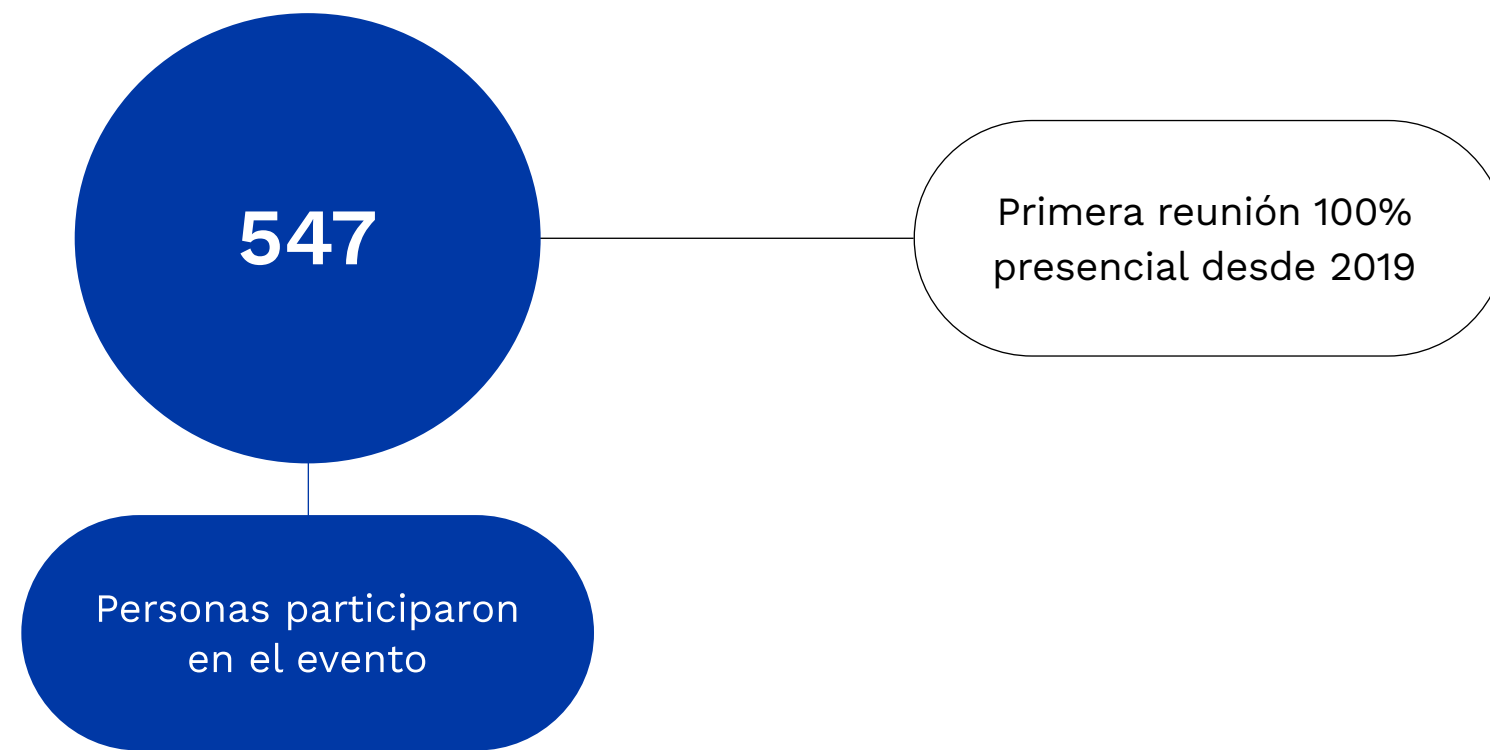 547
Personas participaron
en el evento
Primera reunión 100%
presencial desde 2019